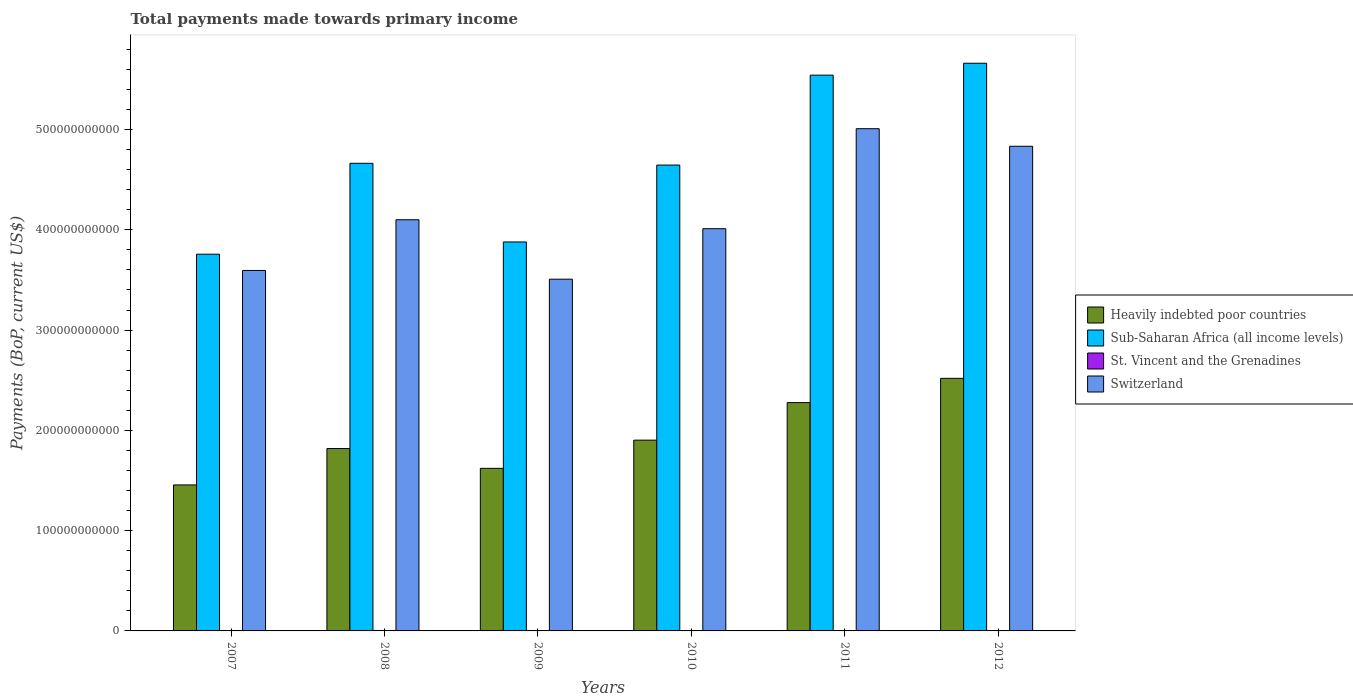 Total payments made towards primary income
Payments (BoP, current US$)
500000000000
400000000000
300000000000
200000000000
100000000000
0
2007
2008
2009
2010
2011
2012
Years
Heavily indebted poor countries
Sub-Saharan Africa (all income levels)
St. Vincent and the Grenadines
Switzerland